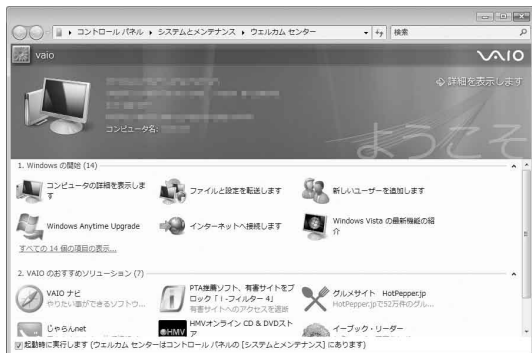 コントロール パネル ▸ システムとメンテナンス ▸ ウェルカム センター
検索
vaio
VAIO
詳細を表示します
コンピュータ名:
ようこそ
1. Windows の開始 (14)
コンピュータの詳細を表示します
ファイルと設定を転送します
新しいユーザーを追加します
Windows Anytime Upgrade
インターネットへ接続します
Windows Vista の最新機能の紹介
すべての 14 個の項目の表示...
2. VAIO のおすすめソリューション (7)
VAIO ナビ
やりたい事ができるソフトウ...
PTA推薦ソフト、有害サイトをブロック「i -フィルター 4」
有害サイトへのアクセスを遮断
グルメサイト HotPepper.jp
HotPepper.jpで52万件のグル...
じゃらんnet
HMV
HMVオンライン CD & DVDストア
イーブック・リーダー
起動時に実行します (ウェルカム センターはコントロール パネルの [システムとメンテナンス] にあります)